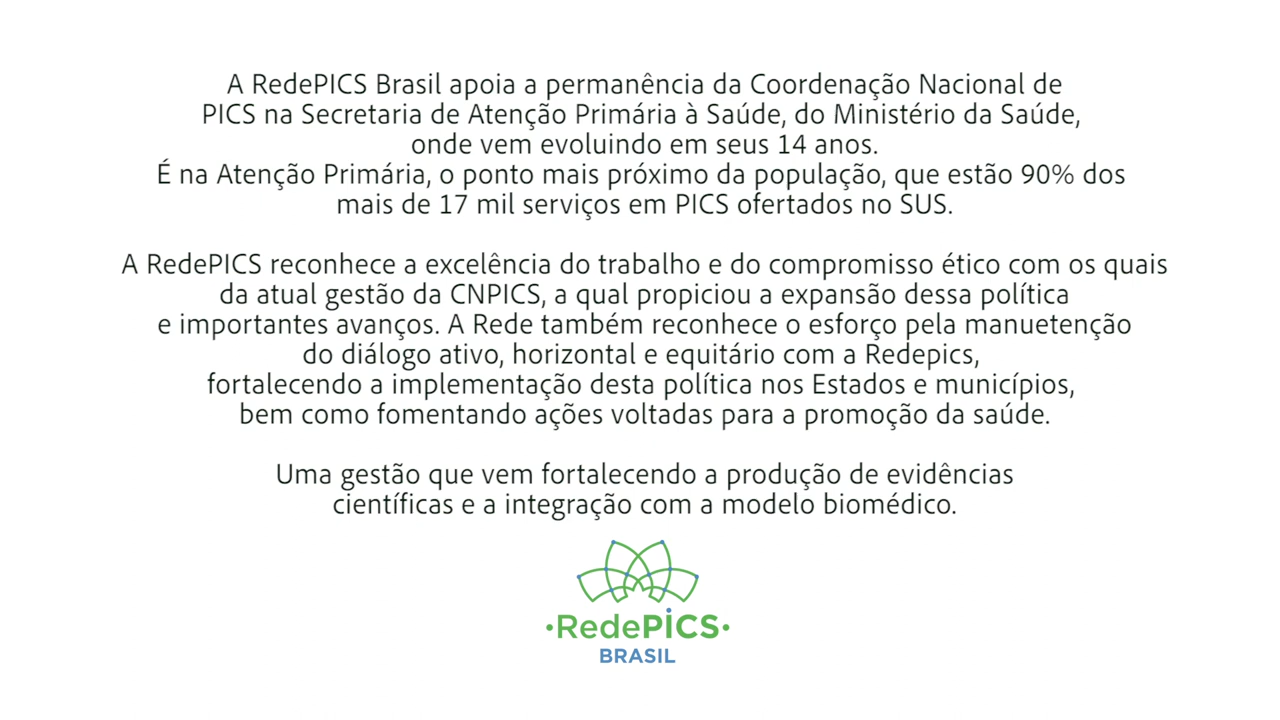 A RedePICS Brasil apoia a permanência da Coordenação Nacional de
PICS na Secretaria de Atenção Primária à Saúde, do Ministério da Saúde,
onde vem evoluindo em seus 14 anos.
É na Atenção Primária, o ponto mais próximo da população, que estão 90% dos
mais de 17 mil serviços em PICS ofertados no SUS.
A RedePICS reconhece a excelência do trabalho e do compromisso ético com os quais
da atual gestão da CNPICS, a qual propiciou a expansão dessa política
e importantes avanços. A Rede também reconhece o esforço pela manuetenção
do diálogo ativo, horizontal e equitário com a Redepics,
fortalecendo a implementação desta política nos Estados e municípios,
bem como fomentando ações voltadas para a promoção da saúde.
Uma gestão que vem fortalecendo a produção de evidências
científicas e a integração com a modelo biomédico.
•RedePICS•
BRASIL